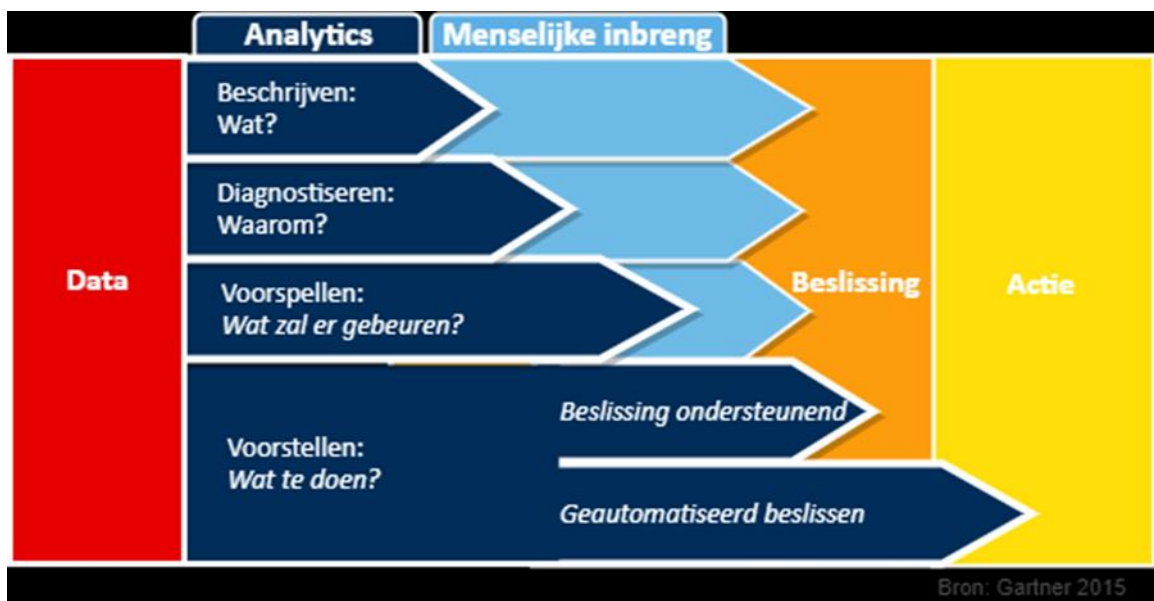 Analytics
Menselijke inbreng
Data
Beschrijven:
Wat?
Diagnostiseren:
Waarom?
Voorspellen:
Wat zal er gebeuren?
Voorstellen:
Wat te doen?
Beslissing ondersteunend
Geautomatiseerd beslissen
Beslissing
Actie
Bron: Gartner 2015